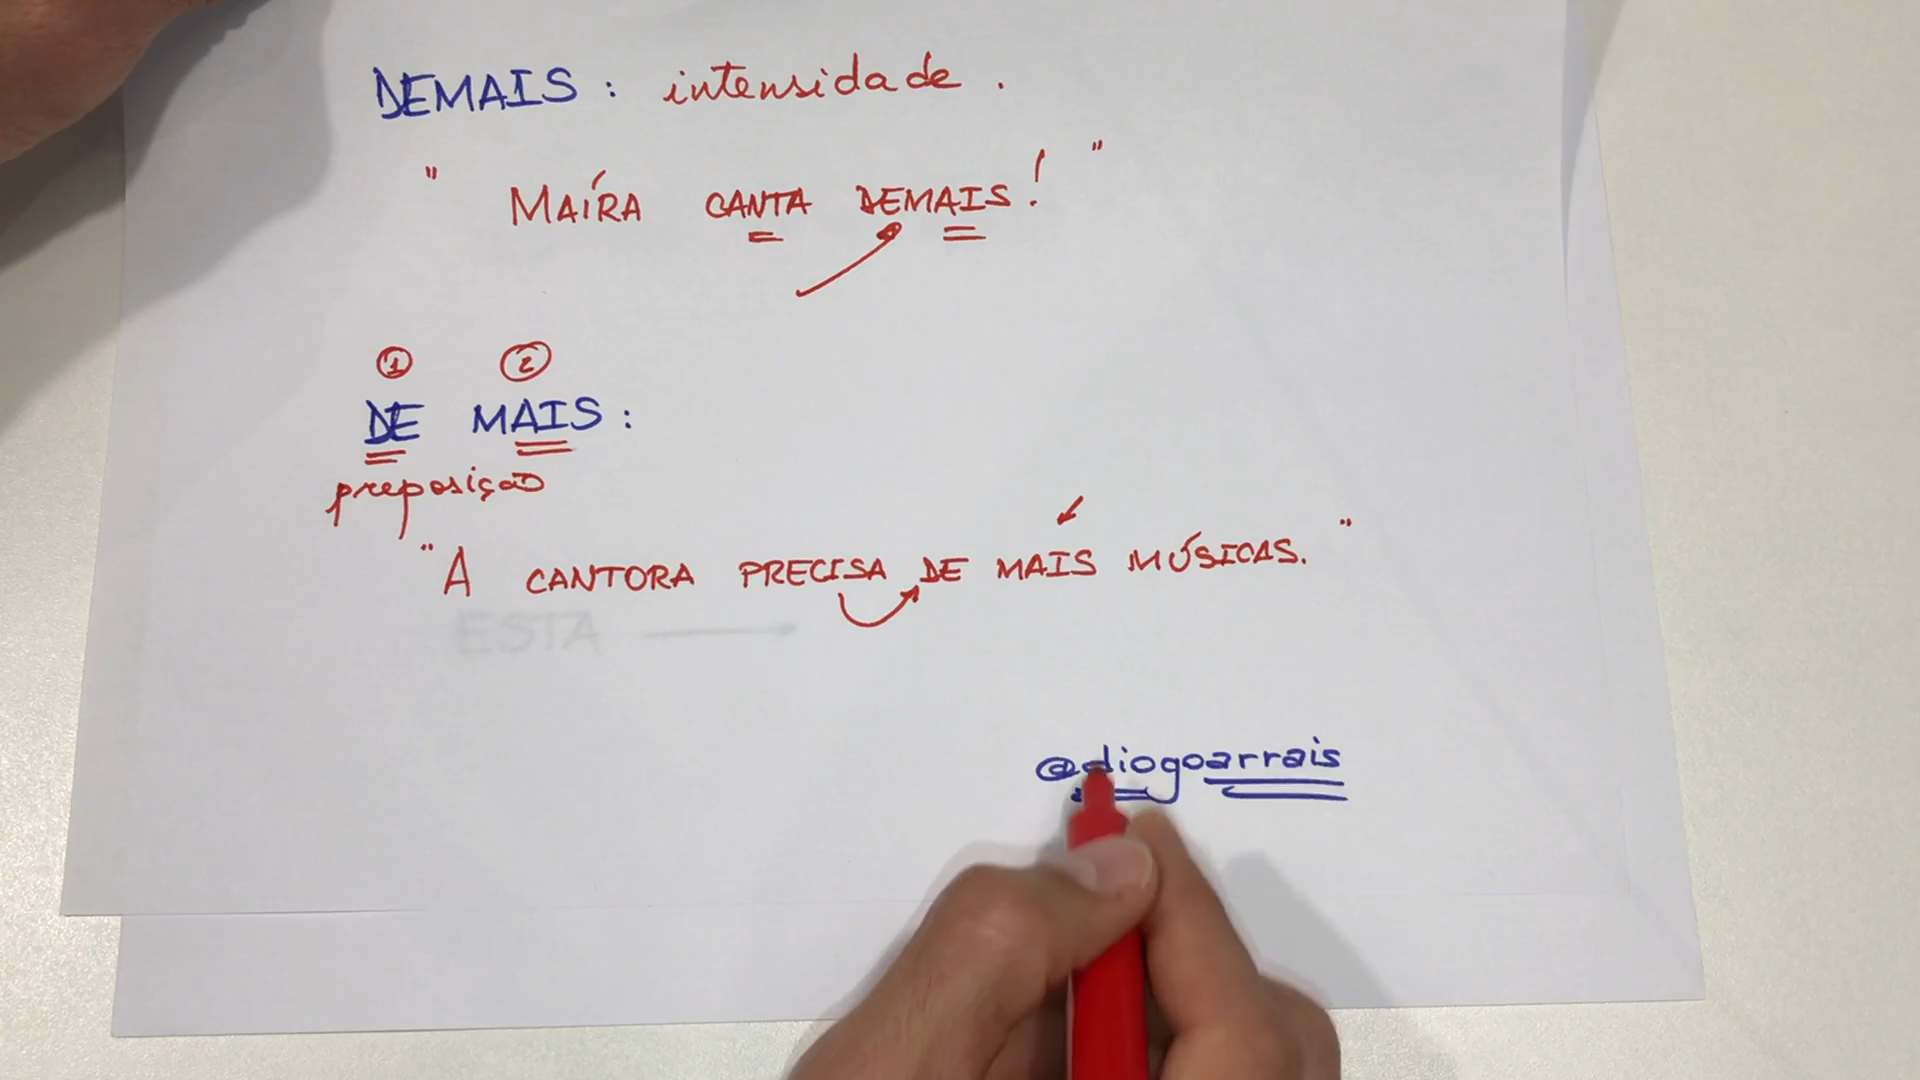 DEMAIS: intensidade.
" MAÍRA CANTA DEMAIS! "
1 2
DE MAIS:
preposição
"A CANTORA PRECISA DE MAIS MÚSICAS."
ESTA
@diogoarrais